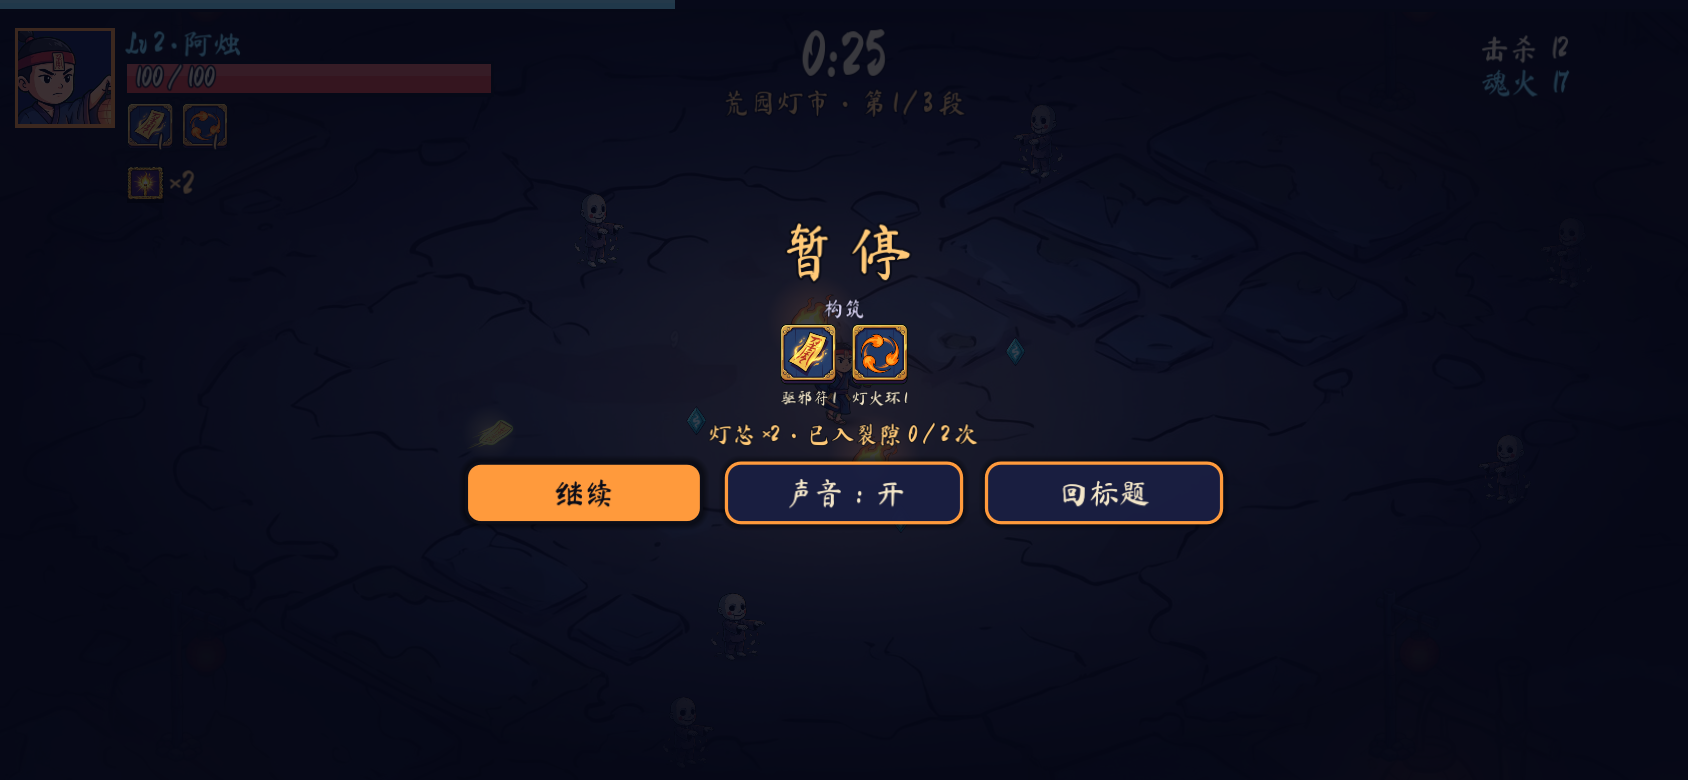 Lv 2·阿烛
100 / 100
×2
0:25
荒园灯市·第1/3段
击杀 12
魂火 17
暂停
构筑
驱邪符1 灯火环1
灯芯 ×2·已入裂隙 0/2次
继续
声音：开
回标题